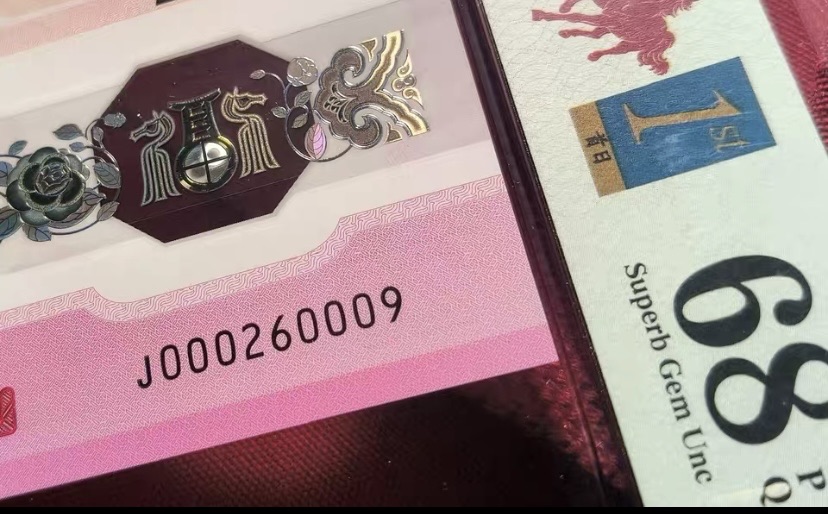 J000260009
1st
首日
68
Superb Gem Unc
P
Q